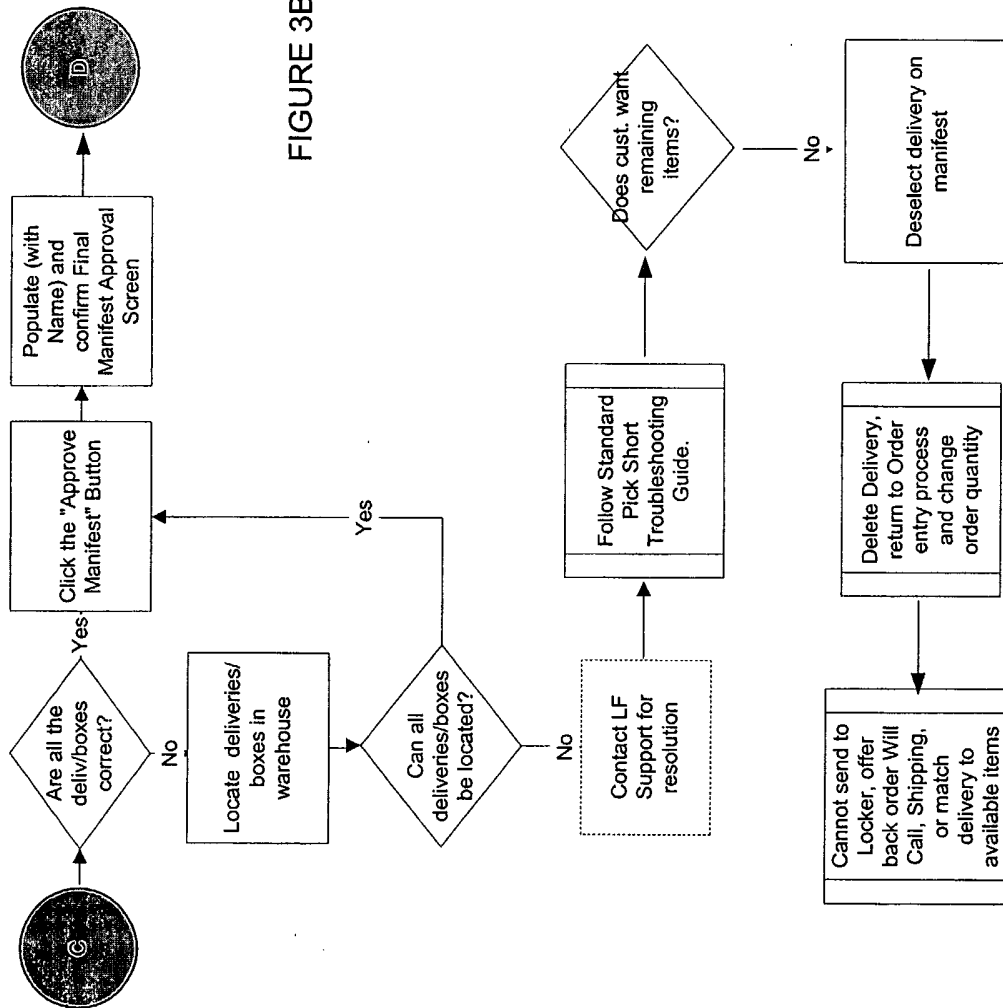 C
Are all the
deliv/boxes
correct?
Yes
Click the "Approve
Manifest" Button
Populate (with
Name) and
confirm Final
Manifest Approval
Screen
D
No
Locate deliveries/
boxes in
warehouse
Can all
deliveries/boxes
be located?
Yes
FIGURE 3B
No
Contact LF
Support for
resolution
Follow Standard
Pick Short
Troubleshooting
Guide.
Does cust. want
remaining
items?
No
Deselect delivery on
manifest
Delete Delivery,
return to Order
entry process
and change
order quantity
Cannot send to
Locker, offer
back order Will
Call, Shipping,
or match
delivery to
available items